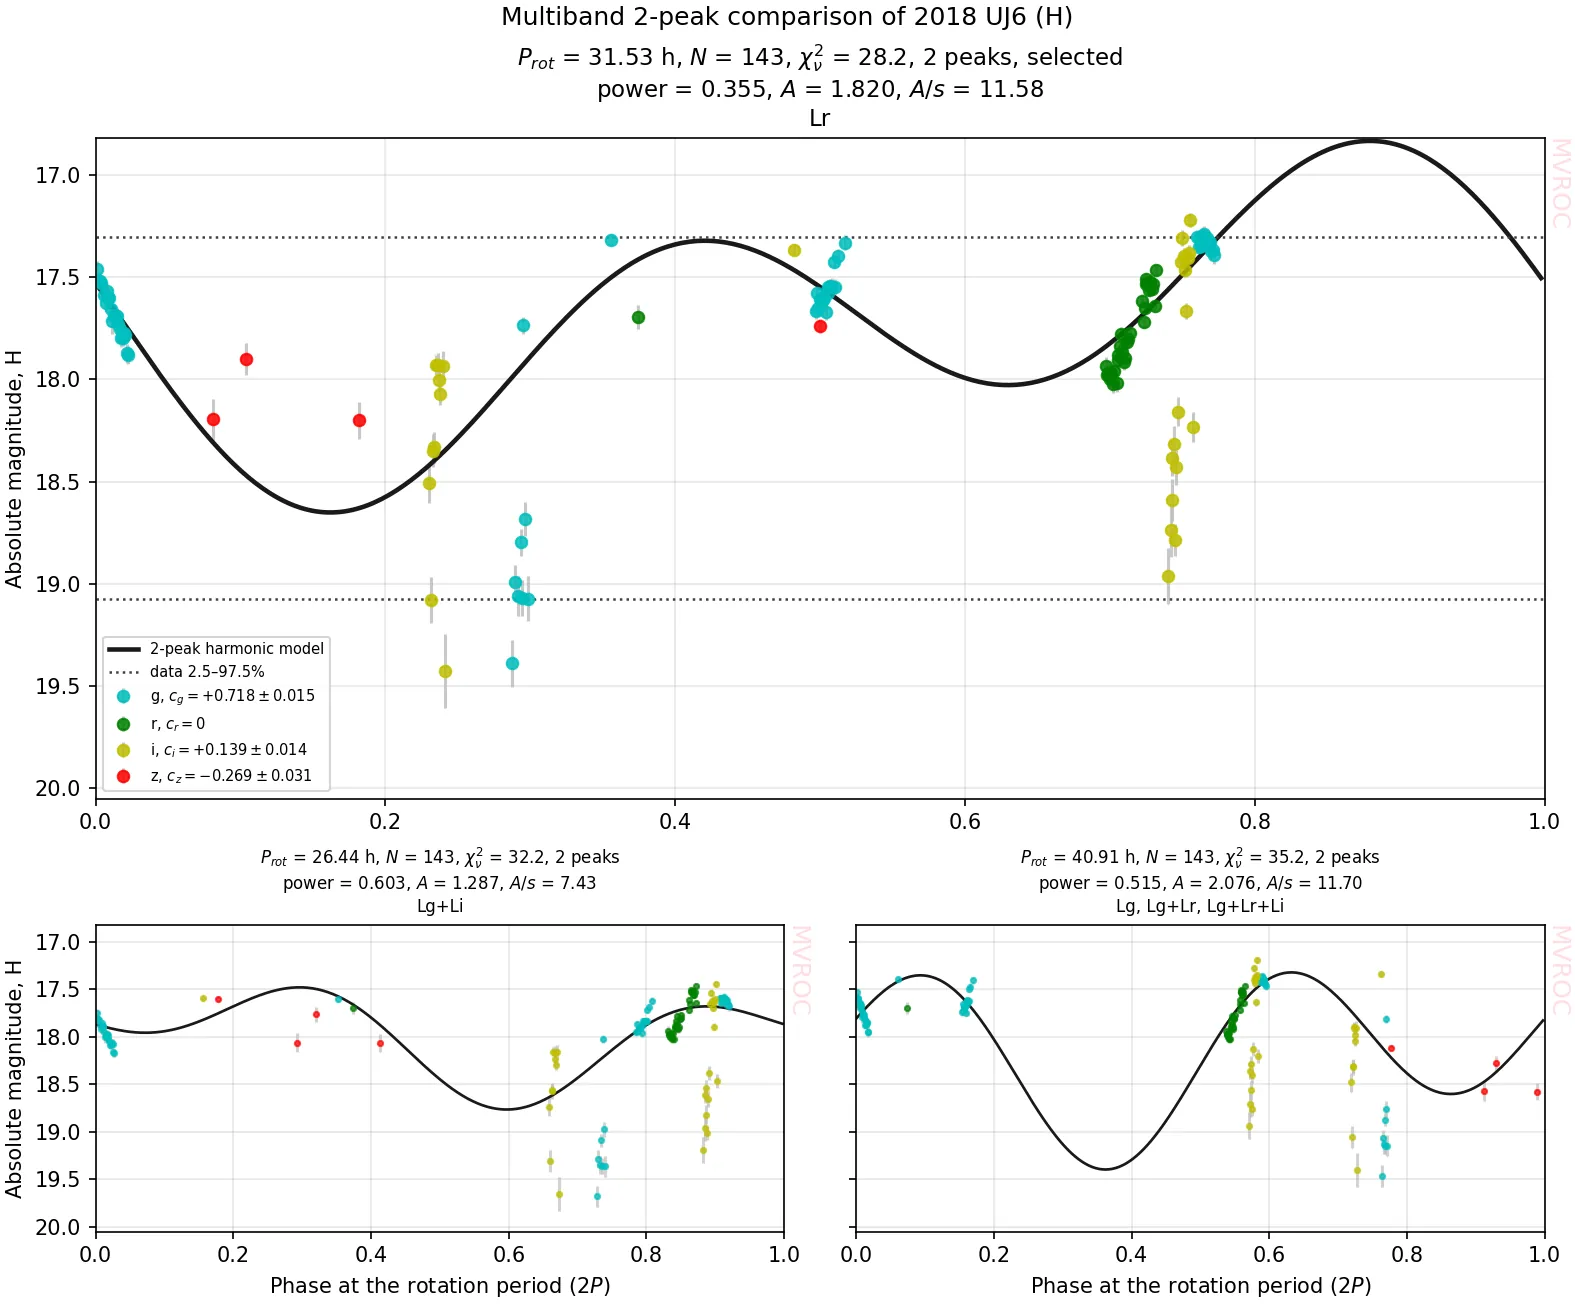 Multiband 2-peak comparison of 2018 UJ6 (H)
P_rot = 31.53 h, N = 143, χ²_ν = 28.2, 2 peaks, selected
power = 0.355, A = 1.820, A/s = 11.58
Lr
MVROC
Absolute magnitude, H
17.0
17.5
18.0
18.5
19.0
19.5
20.0
2-peak harmonic model
data 2.5–97.5%
g, c_g = +0.718 ± 0.015
r, c_r = 0
i, c_i = +0.139 ± 0.014
z, c_z = −0.269 ± 0.031
0.0 0.2 0.4 0.6 0.8 1.0
P_rot = 26.44 h, N = 143, χ²_ν = 32.2, 2 peaks
power = 0.603, A = 1.287, A/s = 7.43
Lg+Li
MVROC
Absolute magnitude, H
17.0
17.5
18.0
18.5
19.0
19.5
20.0
0.0 0.2 0.4 0.6 0.8 1.0
Phase at the rotation period (2P)
P_rot = 40.91 h, N = 143, χ²_ν = 35.2, 2 peaks
power = 0.515, A = 2.076, A/s = 11.70
Lg, Lg+Lr, Lg+Lr+Li
MVROC
0.0 0.2 0.4 0.6 0.8 1.0
Phase at the rotation period (2P)